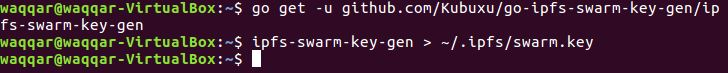 waqqar@waqqar-VirtualBox:~$ go get -u github.com/Kubuxu/go-ipfs-swarm-key-gen/ip
fs-swarm-key-gen
waqqar@waqqar-VirtualBox:~$ ipfs-swarm-key-gen > ~/.ipfs/swarm.key
waqqar@waqqar-VirtualBox:~$